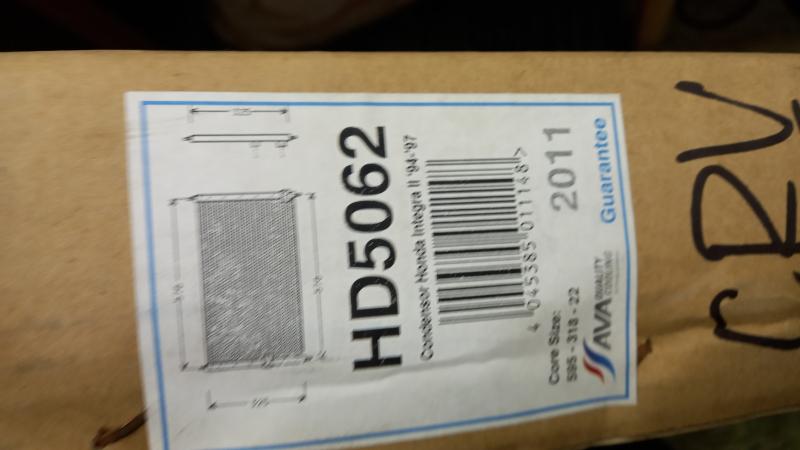 HD5062
Condensor Honda Integra II '94-'97
4 045385 011148 >
Core Size:
595 - 318 - 22
2011
AVA QUALITY
COOLING
Guarantee
CRV